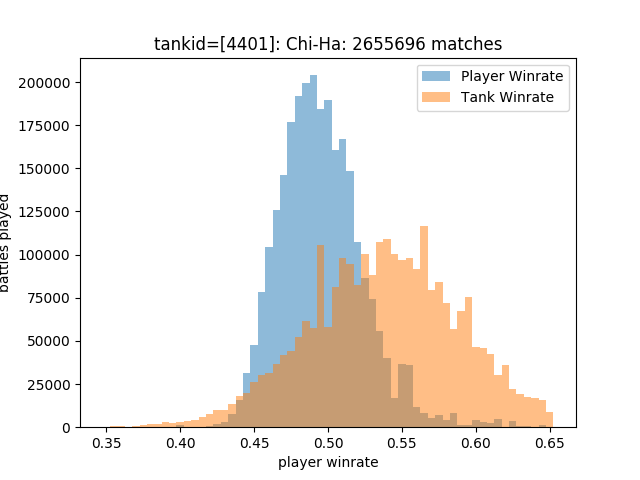 tankid=[4401]: Chi-Ha: 2655696 matches
Player Winrate
Tank Winrate
200000
175000
150000
125000
100000
75000
50000
25000
0
battles played
0.35 0.40 0.45 0.50 0.55 0.60 0.65
player winrate